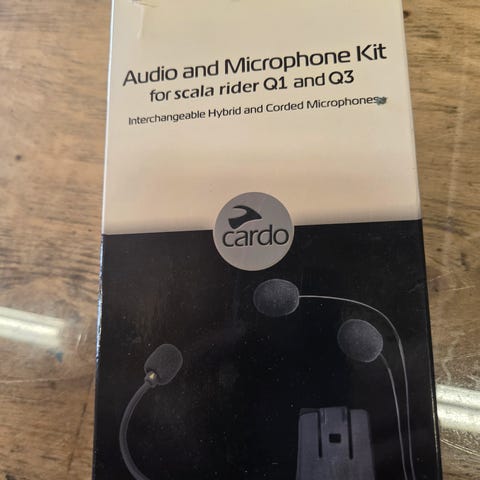 Audio and Microphone Kit
for scala rider Q1 and Q3
Interchangeable Hybrid and Corded Microphones
cardo